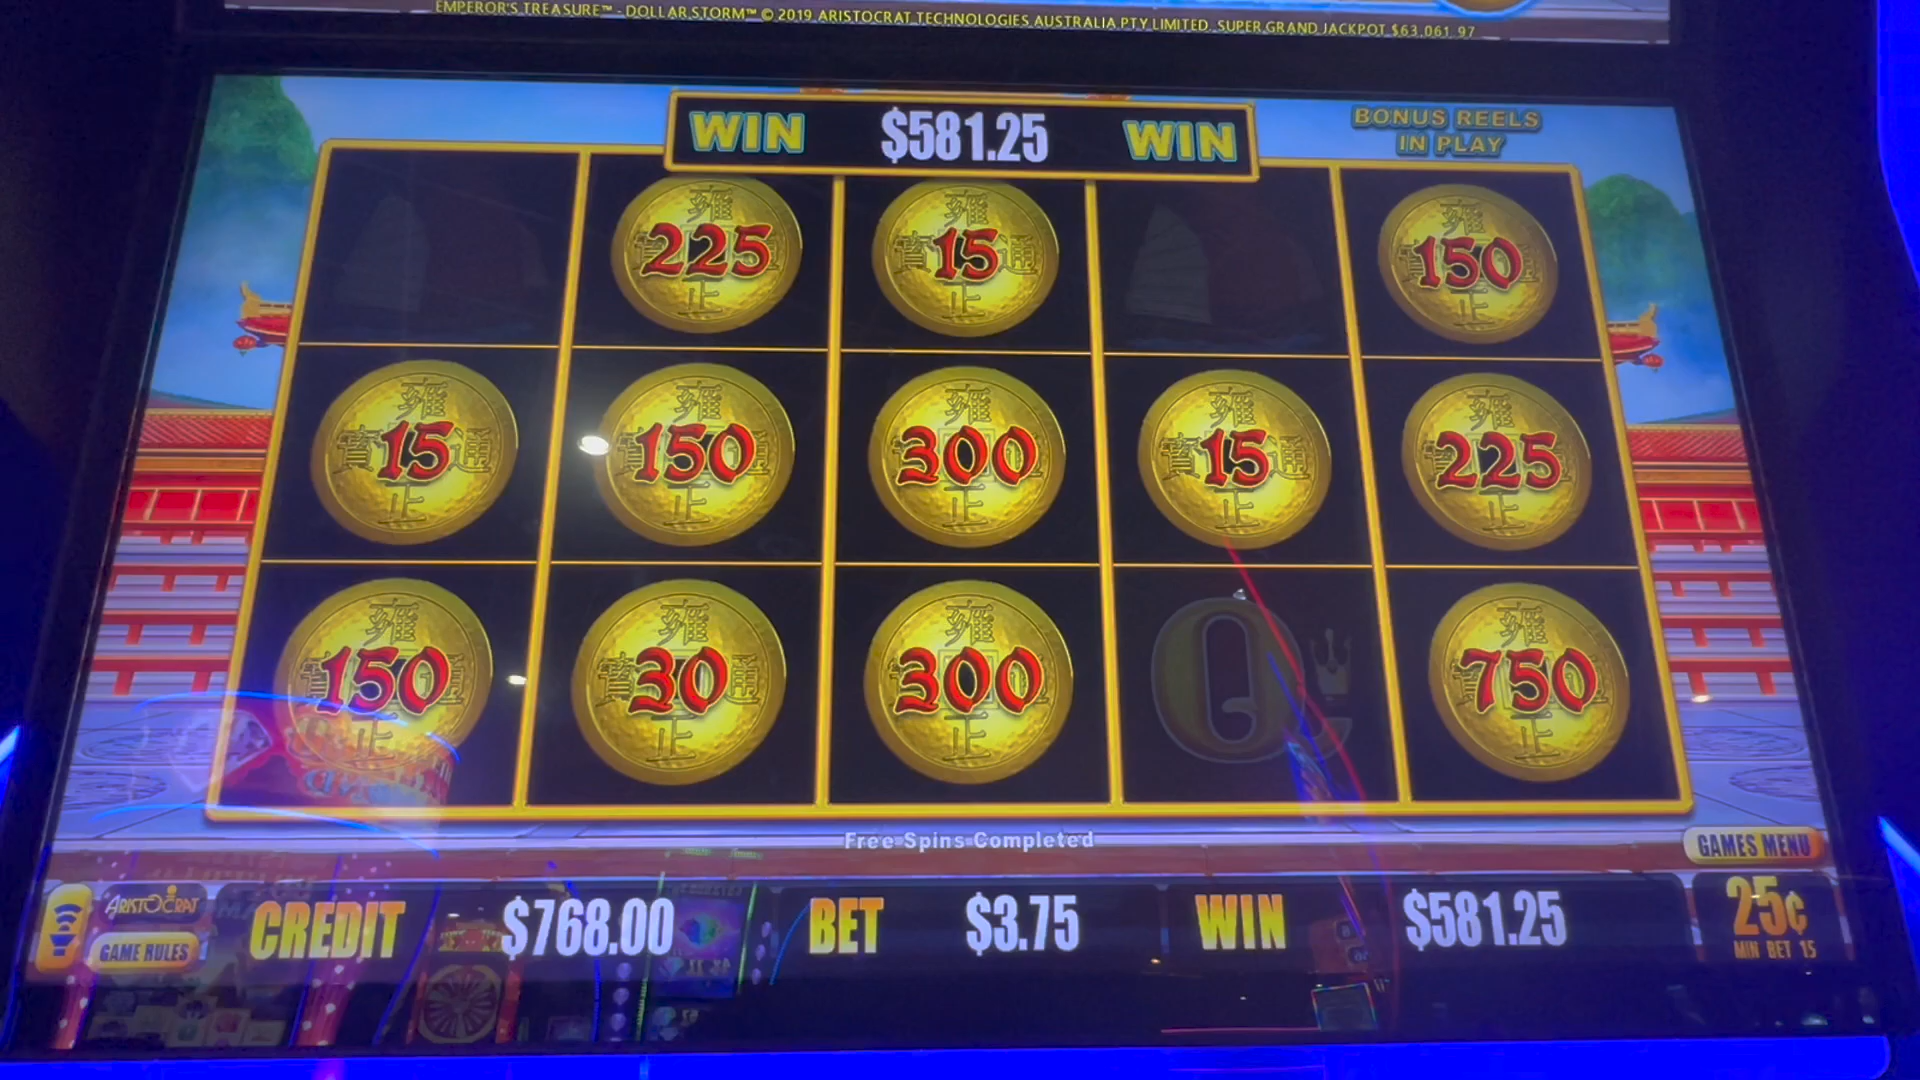 EMPEROR'S TREASURE™ - DOLLAR STORM™ © 2019 ARISTOCRAT TECHNOLOGIES AUSTRALIA PTY LIMITED. SUPER GRAND JACKPOT $63,061.97
WIN $581.25 WIN
BONUS REELS
IN PLAY
225 15 150
15 150 300 15 225
150 30 300 Q 750
Free Spins Completed
GAMES MENU
ARISTOCRAT
GAME RULES
CREDIT $768.00 BET $3.75 WIN $581.25
25¢
MIN BET 15